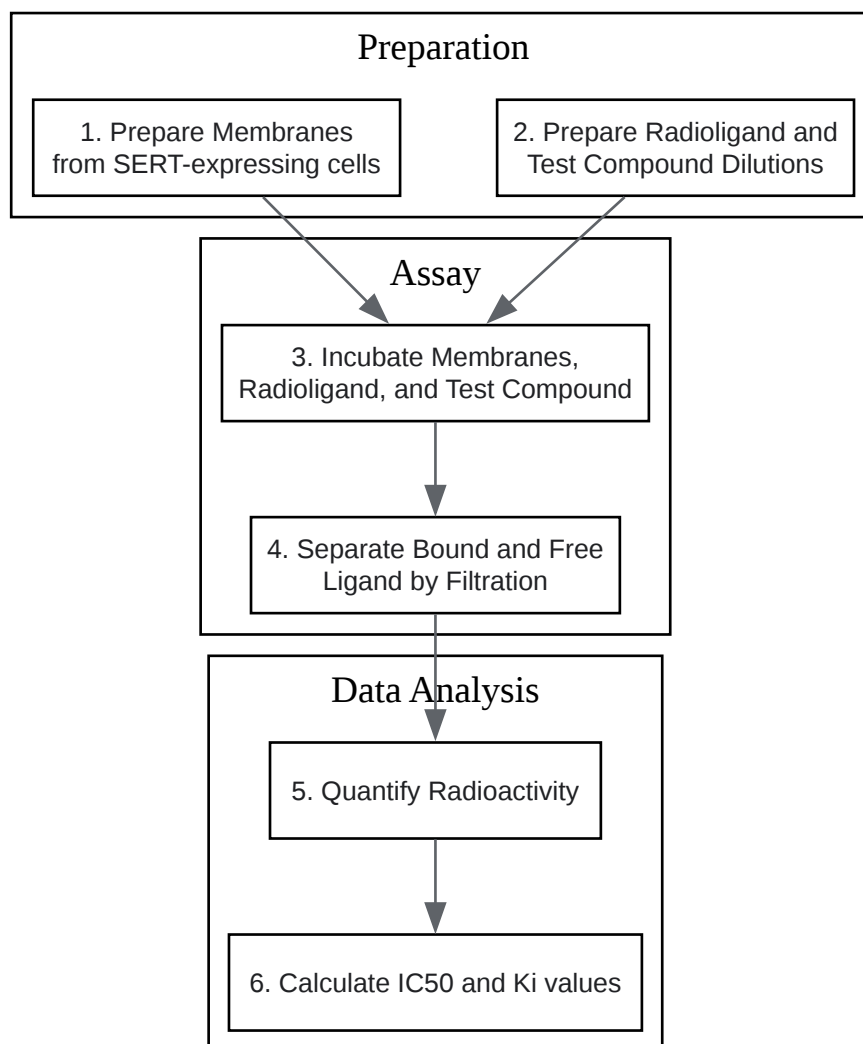 Preparation
1. Prepare Membranes
from SERT-expressing cells
2. Prepare Radioligand and
Test Compound Dilutions
Assay
3. Incubate Membranes,
Radioligand, and Test Compound
4. Separate Bound and Free
Ligand by Filtration
Data Analysis
5. Quantify Radioactivity
6. Calculate IC50 and Ki values